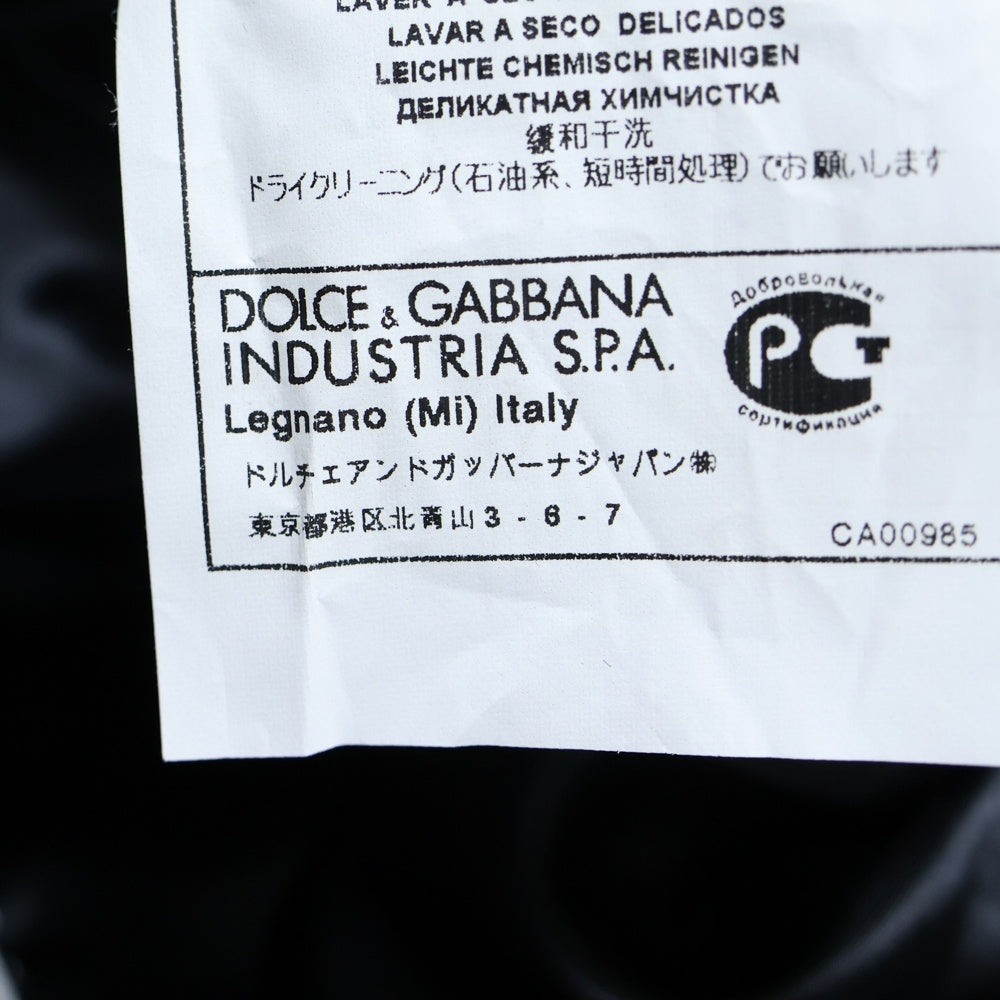 LAVER A
LAVAR A SECO DELICADOS
LEICHTE CHEMISCH REINIGEN
ДЕЛИКАТНАЯ ХИМЧИСТКА
缓和干洗
ドライクリーニング(石油系、短時間処理)でお願いします
DOLCE & GABBANA
INDUSTRIA S.P.A.
Legnano (Mi) Italy
ドルチェアンドガッバーナジャパン㈱
東京都港区北青山3-6-7
Добровольная
РСТ
сертификация
CA00985